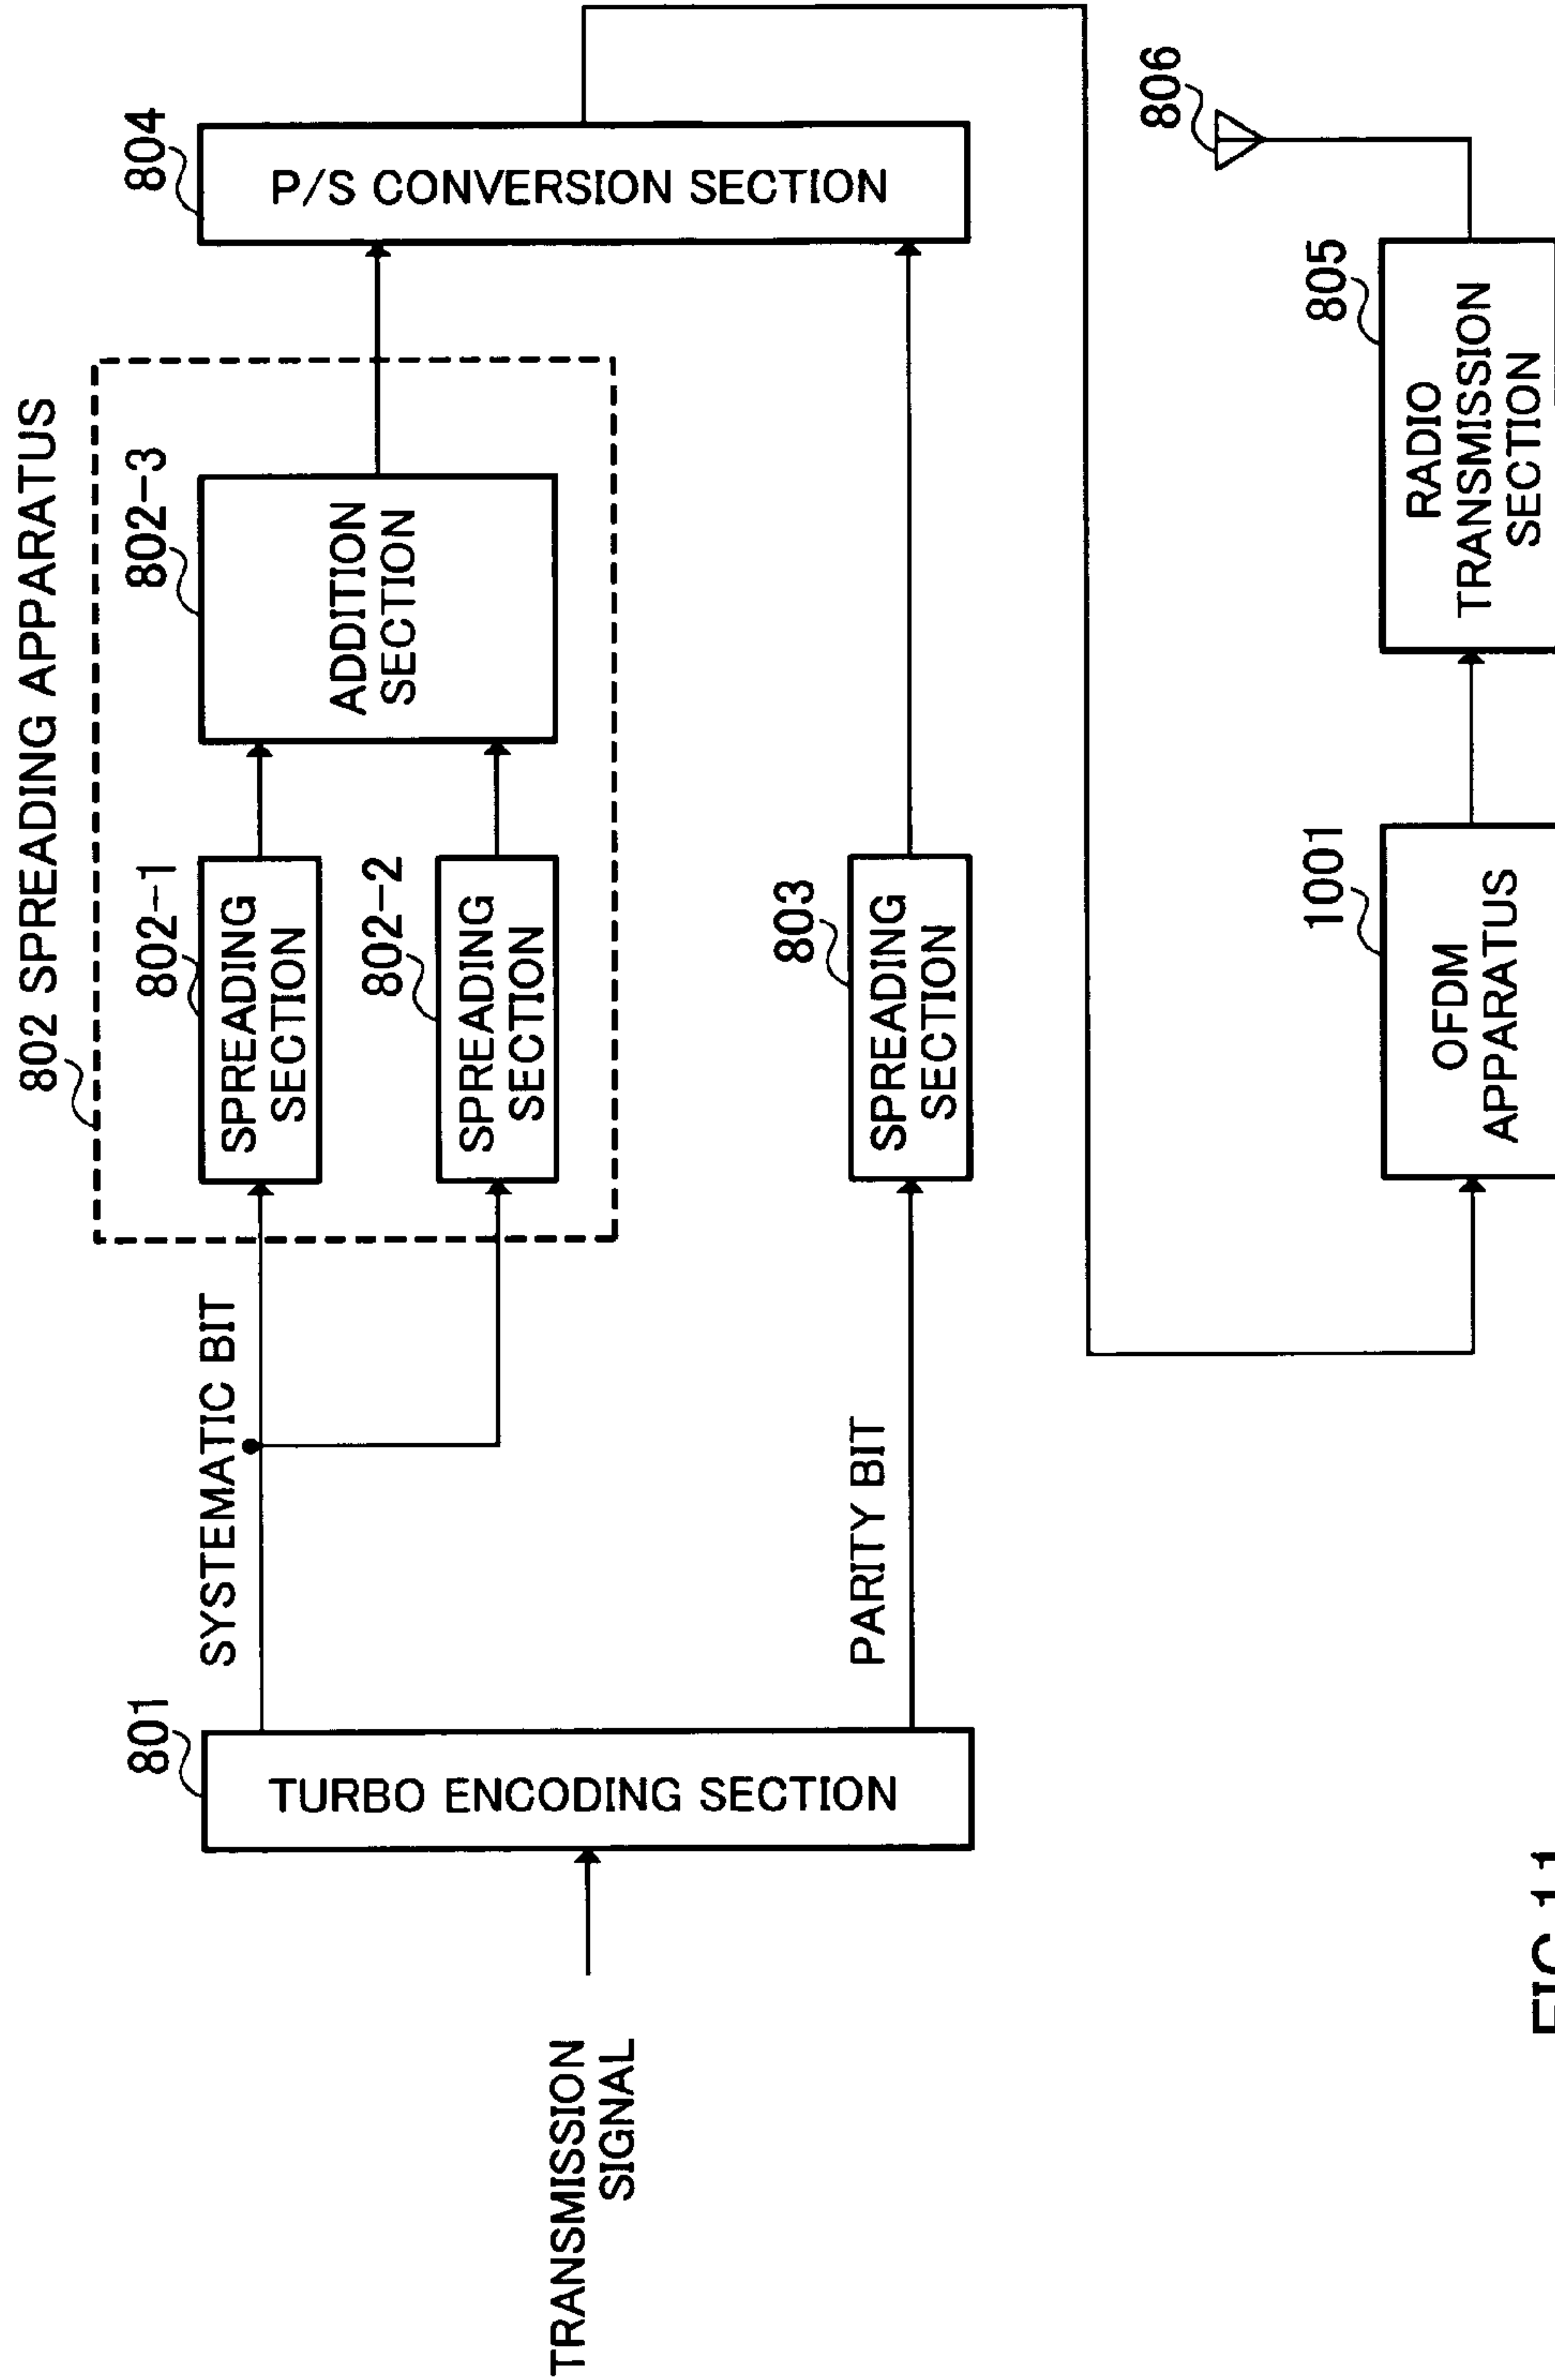 802 SPREADING APPARATUS
801
TURBO ENCODING SECTION
TRANSMISSION
SIGNAL
SYSTEMATIC BIT
PARITY BIT
802-1
SPREADING
SECTION
802-2
SPREADING
SECTION
802-3
ADDITION
SECTION
803
SPREADING
SECTION
804
P/S CONVERSION SECTION
1001
OFDM
APPARATUS
805
RADIO
TRANSMISSION
SECTION
806
FIG.11